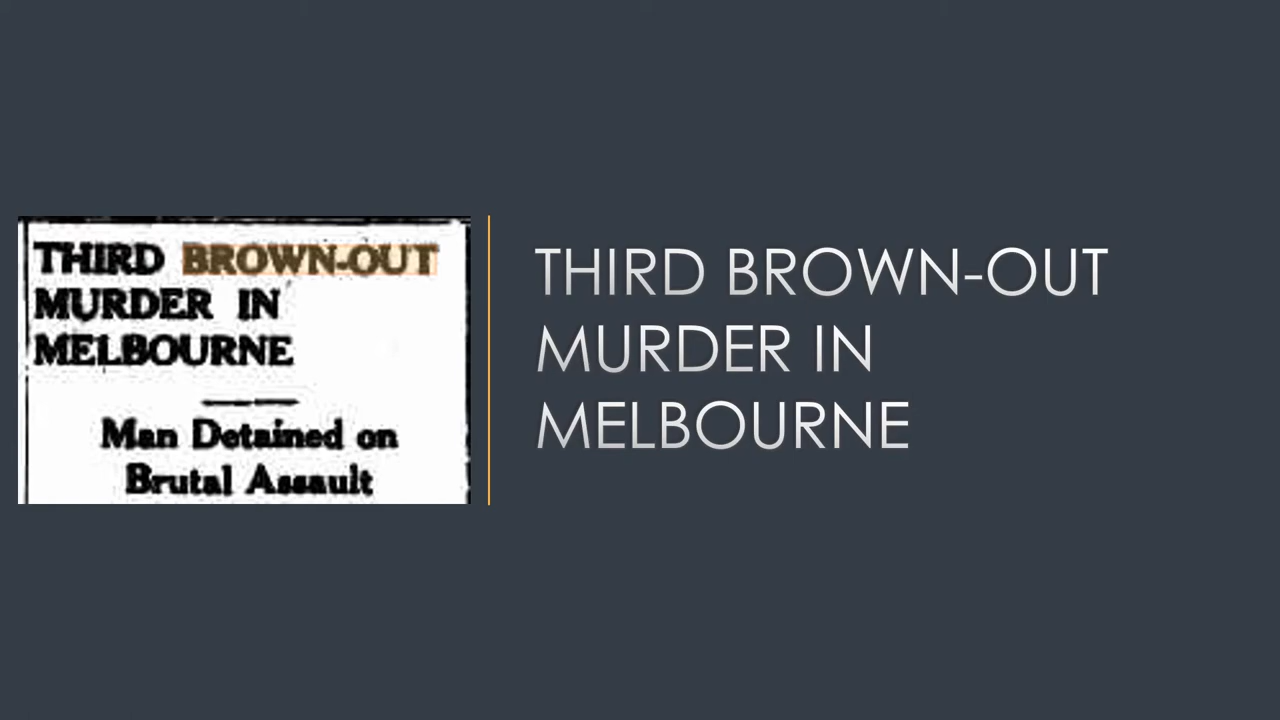 THIRD BROWN-OUT
MURDER IN
MELBOURNE
Man Detained on
Brutal Assault
THIRD BROWN-OUT
MURDER IN
MELBOURNE